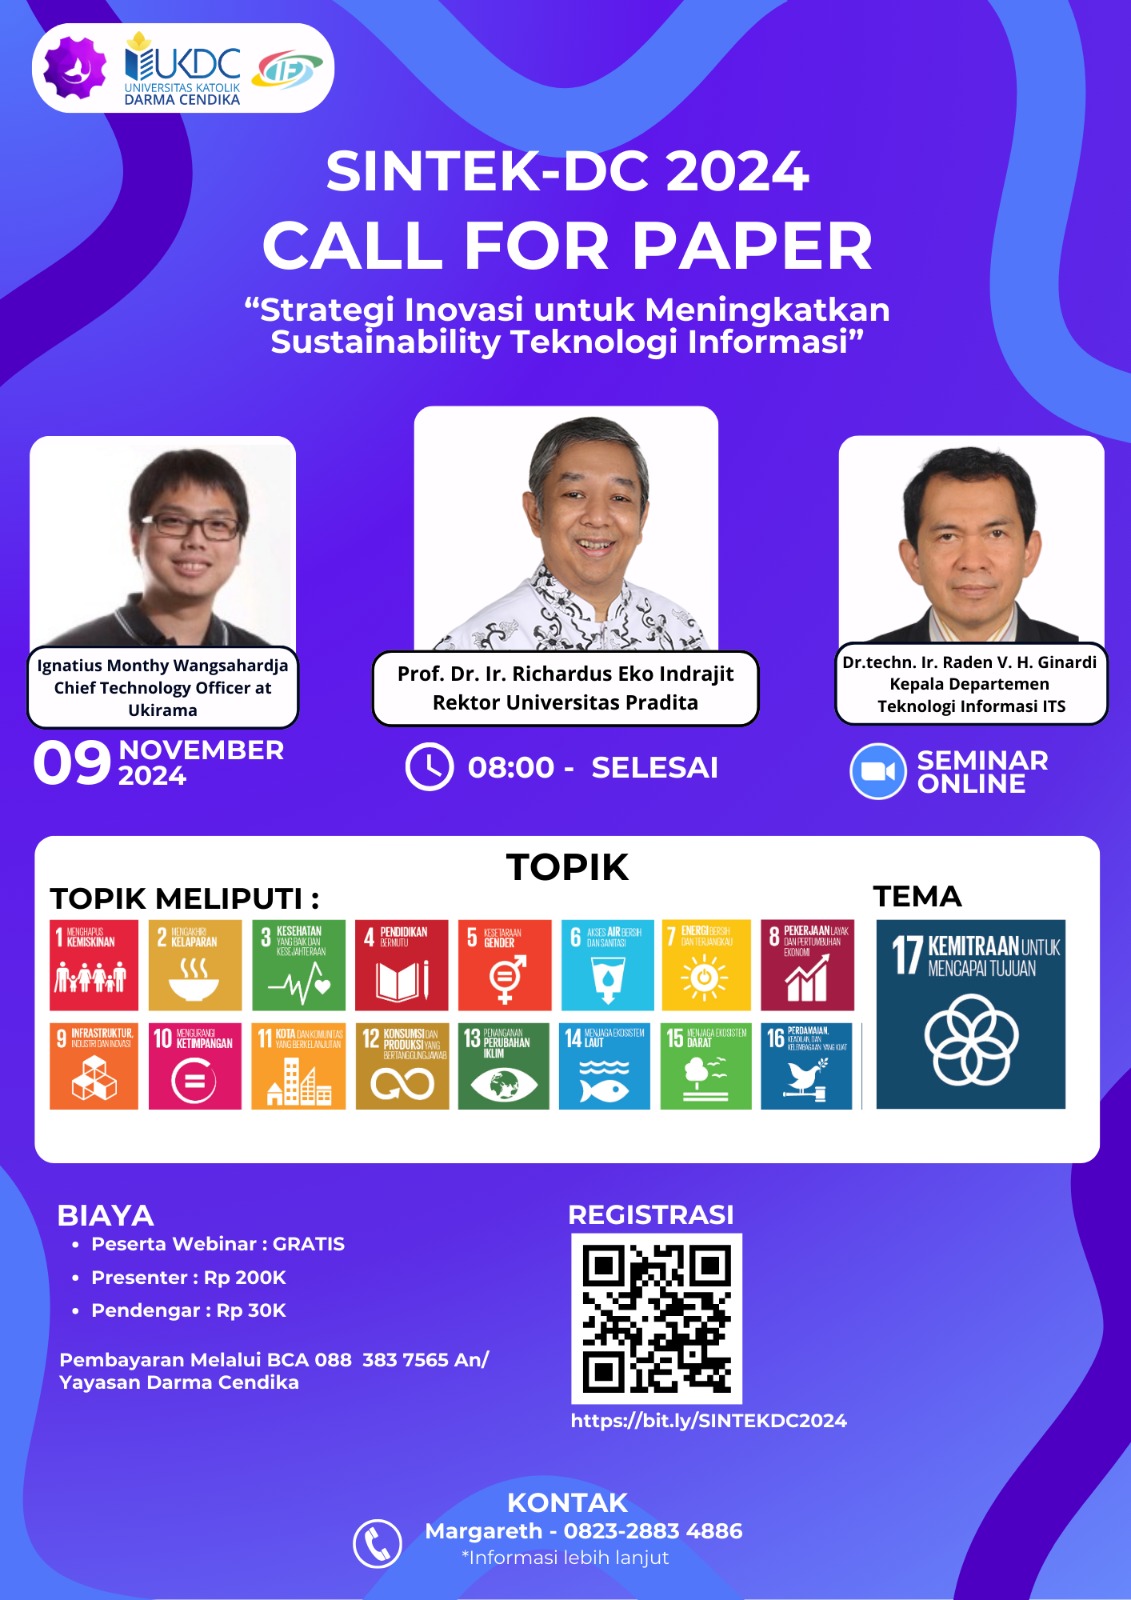 UKDC
UNIVERSITAS KATOLIK
DARMA CENDIKA
SINTEK-DC 2024
CALL FOR PAPER
“Strategi Inovasi untuk Meningkatkan
Sustainability Teknologi Informasi”
Ignatius Monthy Wangsahardja
Chief Technology Officer at
Ukirama
Prof. Dr. Ir. Richardus Eko Indrajit
Rektor Universitas Pradita
Dr.techn. Ir. Raden V. H. Ginardi
Kepala Departemen
Teknologi Informasi ITS
09 NOVEMBER
2024
08:00 - SELESAI
SEMINAR
ONLINE
TOPIK
TOPIK MELIPUTI :
TEMA
1 MENGHAPUS
KEMISKINAN
2 MENGAKHIRI
KELAPARAN
3 KESEHATAN
YANG BAIK DAN
KESEJAHTERAAN
4 PENDIDIKAN
BERMUTU
5 KESETARAAN
GENDER
6 AKSES AIR BERSIH
DAN SANITASI
7 ENERGI BERSIH
DAN TERJANGKAU
8 PEKERJAAN LAYAK
DAN PERTUMBUHAN
EKONOMI
9 INFRASTRUKTUR,
INDUSTRI DAN INOVASI
10 MENGURANGI
KETIMPANGAN
11 KOTA DAN KOMUNITAS
YANG BERKELANJUTAN
12 KONSUMSI DAN
PRODUKSI YANG
BERTANGGUNGJAWAB
13 PENANGANAN
PERUBAHAN
IKLIM
14 MENJAGA EKOSISTEM
LAUT
15 MENJAGA EKOSISTEM
DARAT
16 PERDAMAIAN,
KEADILAN, DAN
KELEMBAGAAN YANG KUAT
17 KEMITRAAN UNTUK
MENCAPAI TUJUAN
BIAYA
• Peserta Webinar : GRATIS
• Presenter : Rp 200K
• Pendengar : Rp 30K
Pembayaran Melalui BCA 088 383 7565 An/
Yayasan Darma Cendika
REGISTRASI
https://bit.ly/SINTEKDC2024
KONTAK
Margareth - 0823-2883 4886
*Informasi lebih lanjut